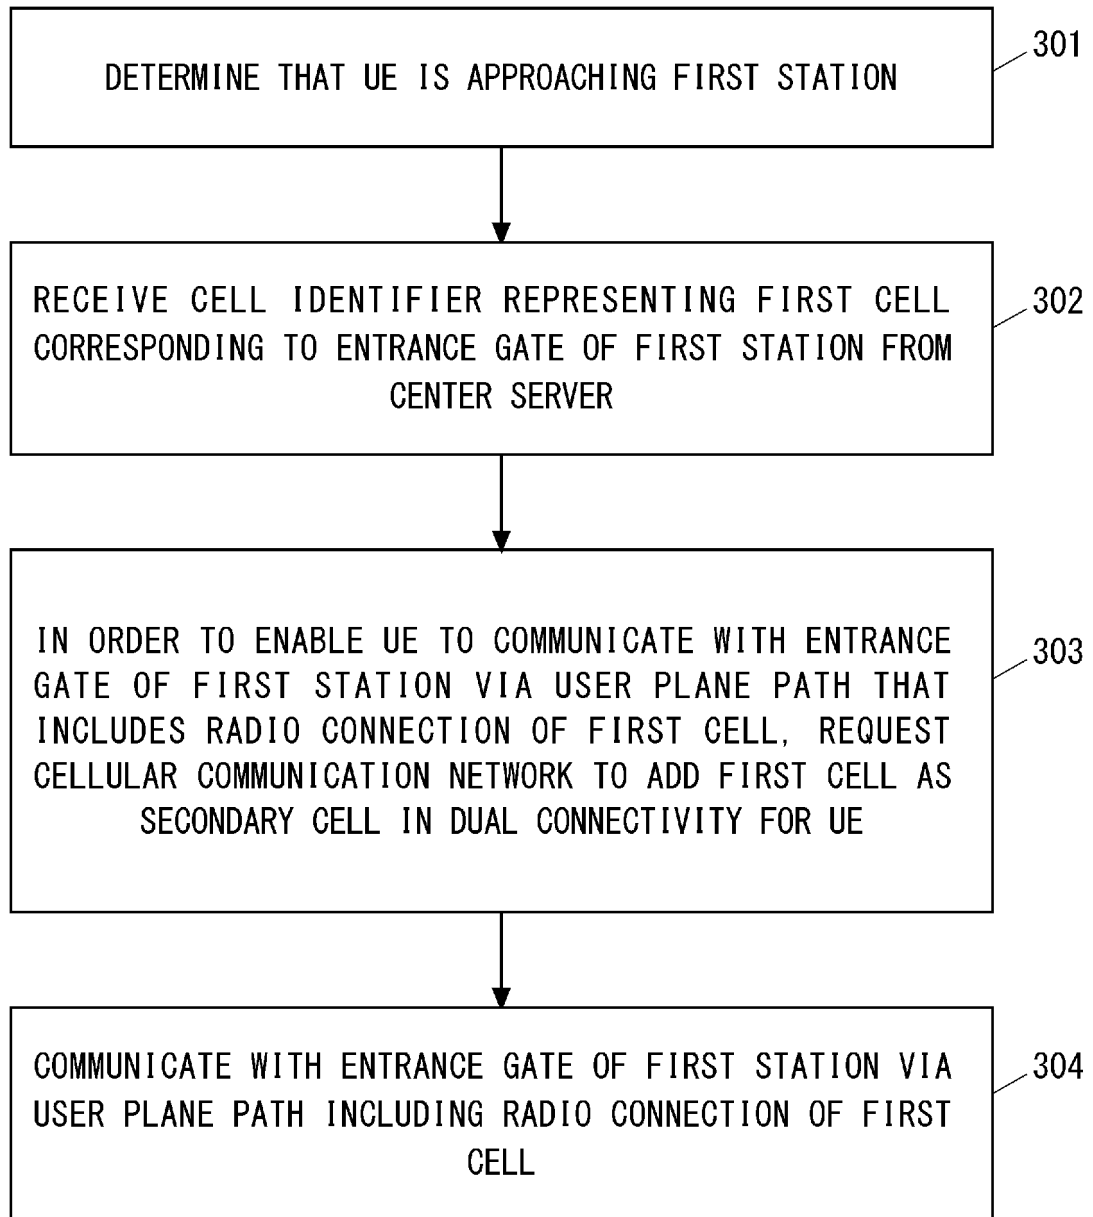 301
DETERMINE THAT UE IS APPROACHING FIRST STATION
302
RECEIVE CELL IDENTIFIER REPRESENTING FIRST CELL
CORRESPONDING TO ENTRANCE GATE OF FIRST STATION FROM
CENTER SERVER
303
IN ORDER TO ENABLE UE TO COMMUNICATE WITH ENTRANCE
GATE OF FIRST STATION VIA USER PLANE PATH THAT
INCLUDES RADIO CONNECTION OF FIRST CELL, REQUEST
CELLULAR COMMUNICATION NETWORK TO ADD FIRST CELL AS
SECONDARY CELL IN DUAL CONNECTIVITY FOR UE
304
COMMUNICATE WITH ENTRANCE GATE OF FIRST STATION VIA
USER PLANE PATH INCLUDING RADIO CONNECTION OF FIRST
CELL